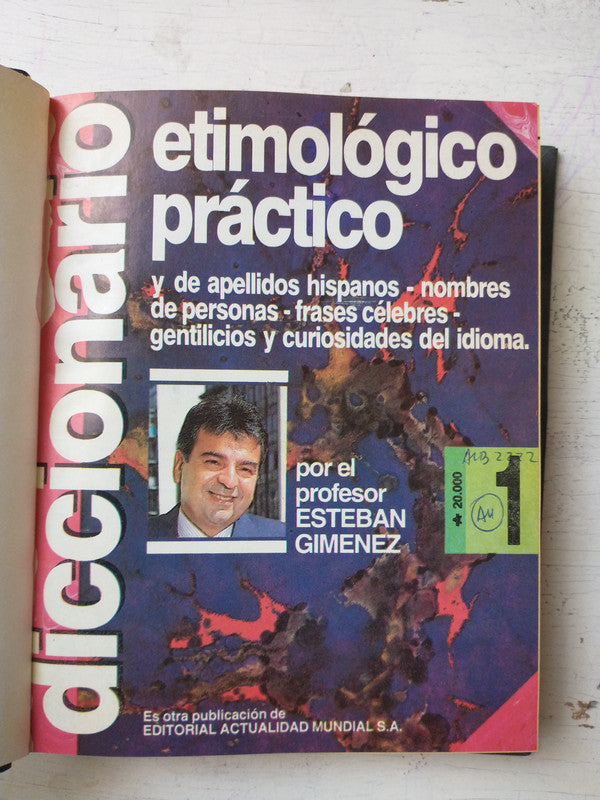 diccionario
etimológico
práctico
y de apellidos hispanos - nombres
de personas - frases célebres -
gentilicios y curiosidades del idioma.
por el
profesor
ESTEBAN
GIMENEZ
20.000
1
Es otra publicación de
EDITORIAL ACTUALIDAD MUNDIAL S.A.